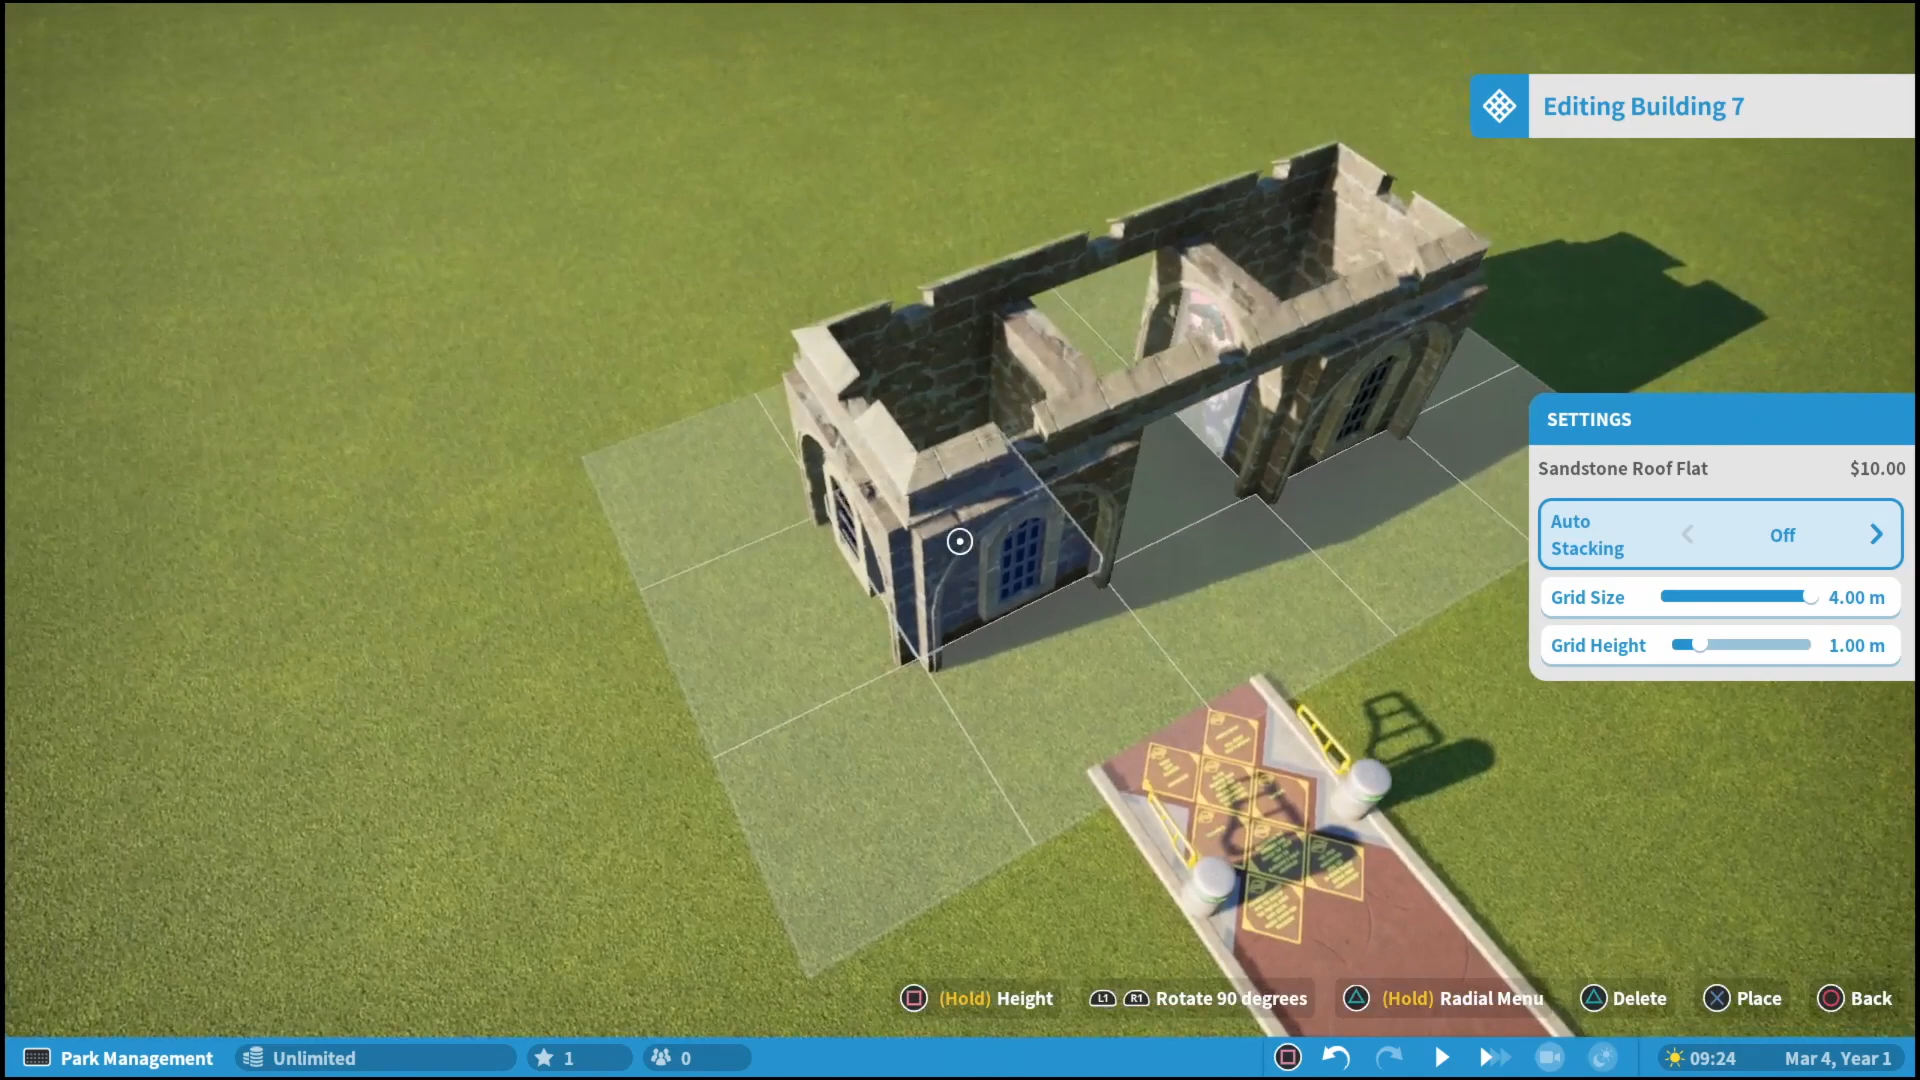 Editing Building 7
SETTINGS
Sandstone Roof Flat $10.00
Auto Stacking Off
Grid Size 4.00 m
Grid Height 1.00 m
(Hold) Height L1 R1 Rotate 90 degrees (Hold) Radial Menu Delete Place Back
Park Management Unlimited 1 0 09:24 Mar 4, Year 1